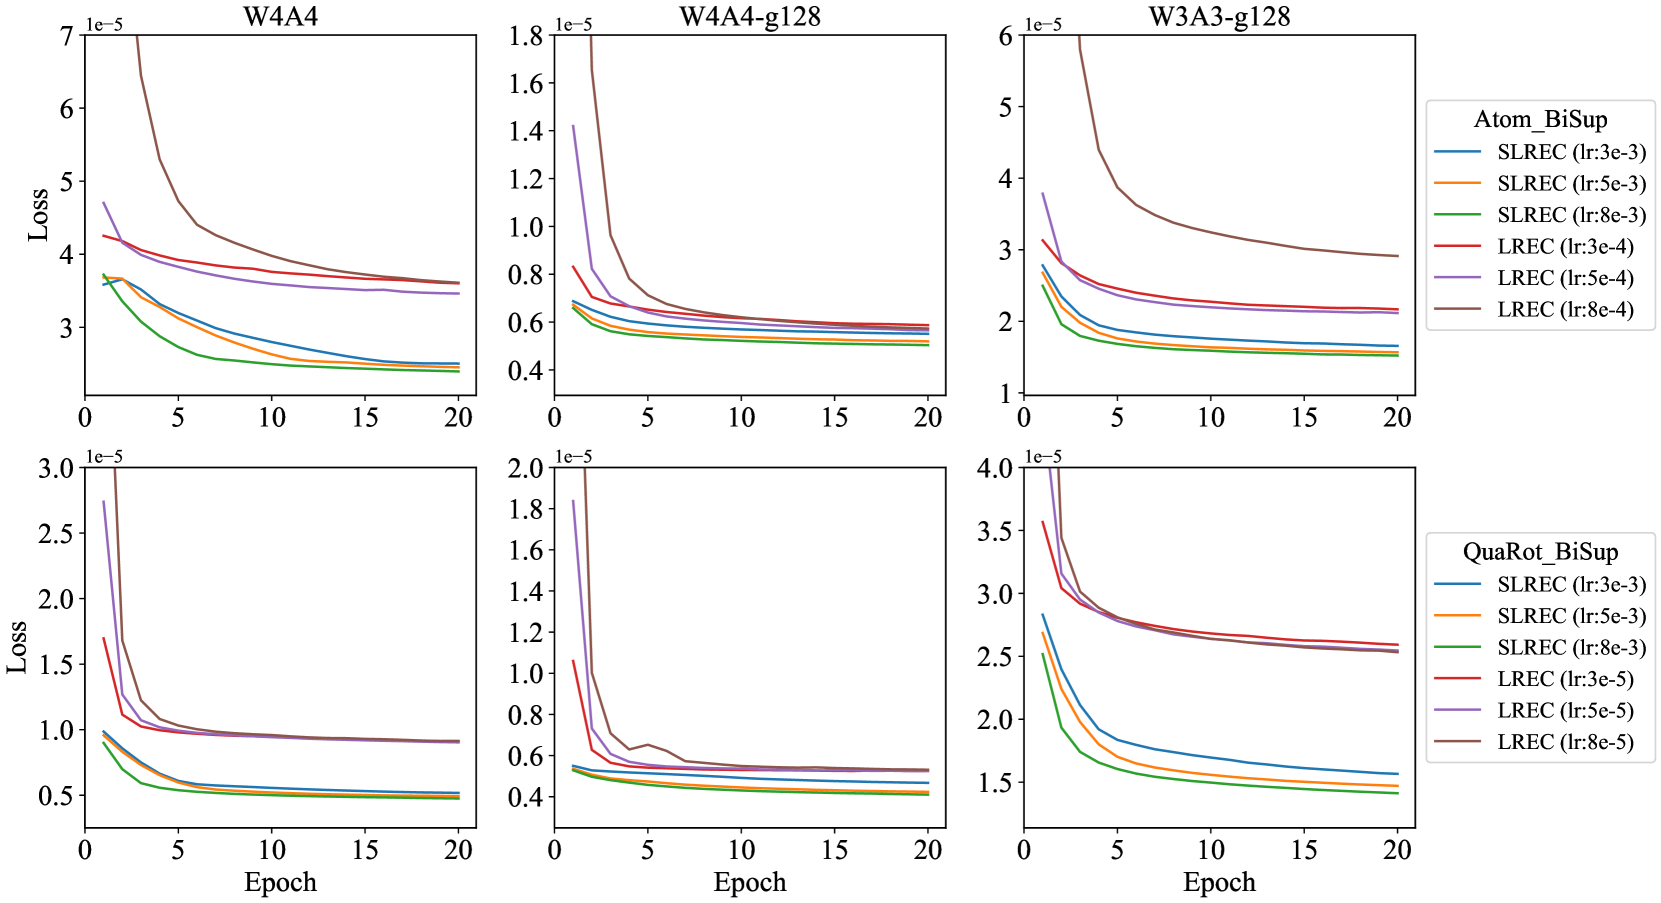 W4A4
W4A4-g128
W3A3-g128
1e−5
7
6
5
4
3
Loss
0 5 10 15 20
1e−5
1.8
1.6
1.4
1.2
1.0
0.8
0.6
0.4
0 5 10 15 20
1e−5
6
5
4
3
2
1
0 5 10 15 20
Atom_BiSup
SLREC (lr:3e-3)
SLREC (lr:5e-3)
SLREC (lr:8e-3)
LREC (lr:3e-4)
LREC (lr:5e-4)
LREC (lr:8e-4)
1e−5
3.0
2.5
2.0
1.5
1.0
0.5
Loss
0 5 10 15 20
Epoch
1e−5
2.0
1.8
1.6
1.4
1.2
1.0
0.8
0.6
0.4
0 5 10 15 20
Epoch
1e−5
4.0
3.5
3.0
2.5
2.0
1.5
0 5 10 15 20
Epoch
QuaRot_BiSup
SLREC (lr:3e-3)
SLREC (lr:5e-3)
SLREC (lr:8e-3)
LREC (lr:3e-5)
LREC (lr:5e-5)
LREC (lr:8e-5)